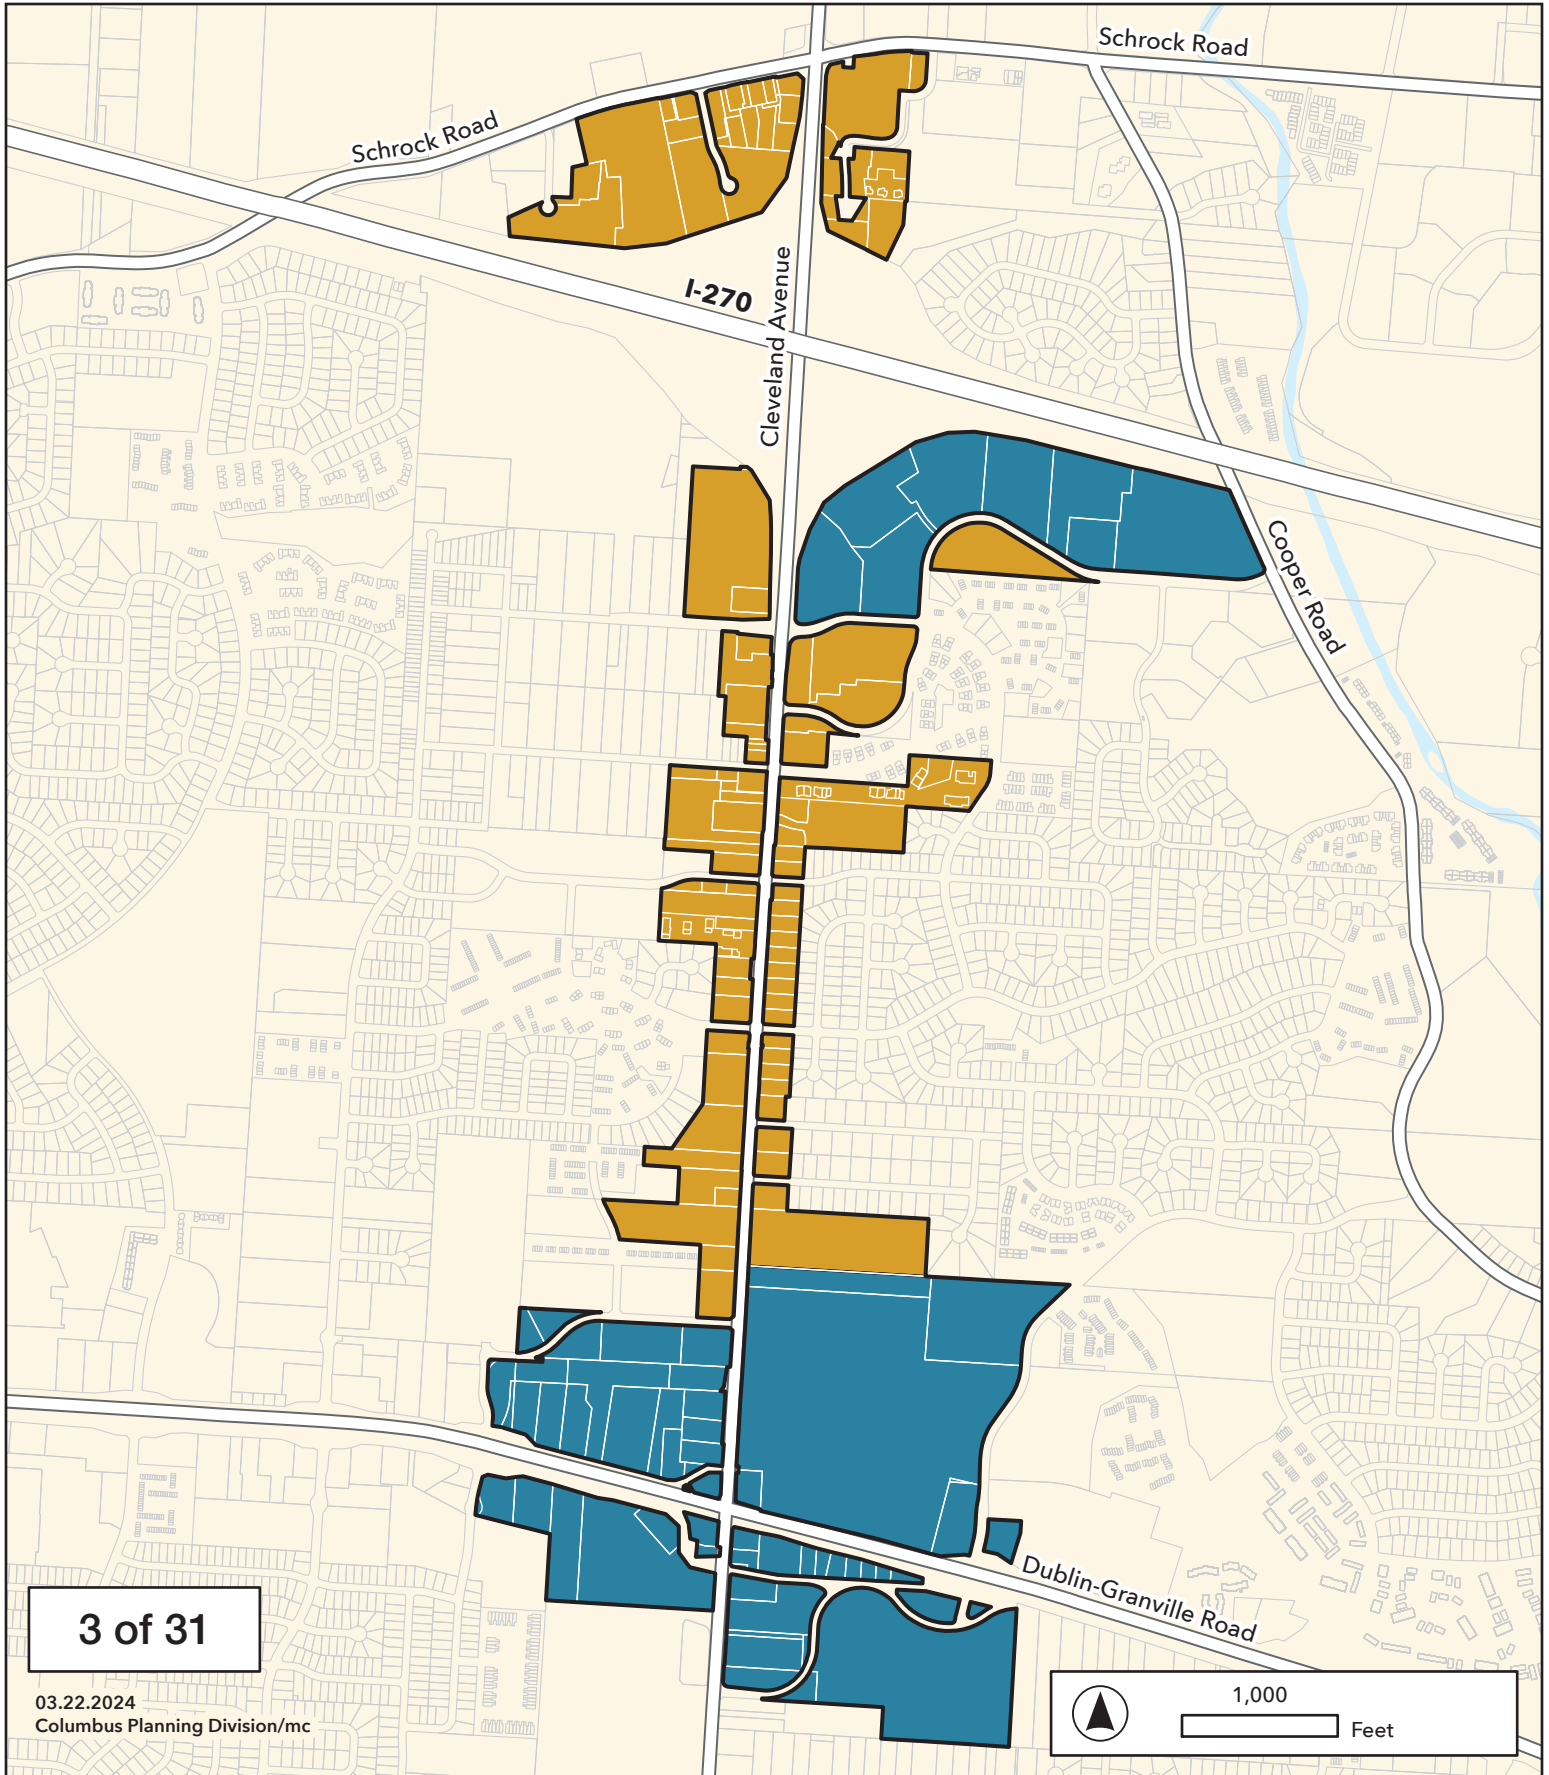 Schrock Road
Schrock Road
I-270
Cleveland Avenue
Cooper Road
Dublin-Granville Road
3 of 31
03.22.2024
Columbus Planning Division/mc
1,000
Feet